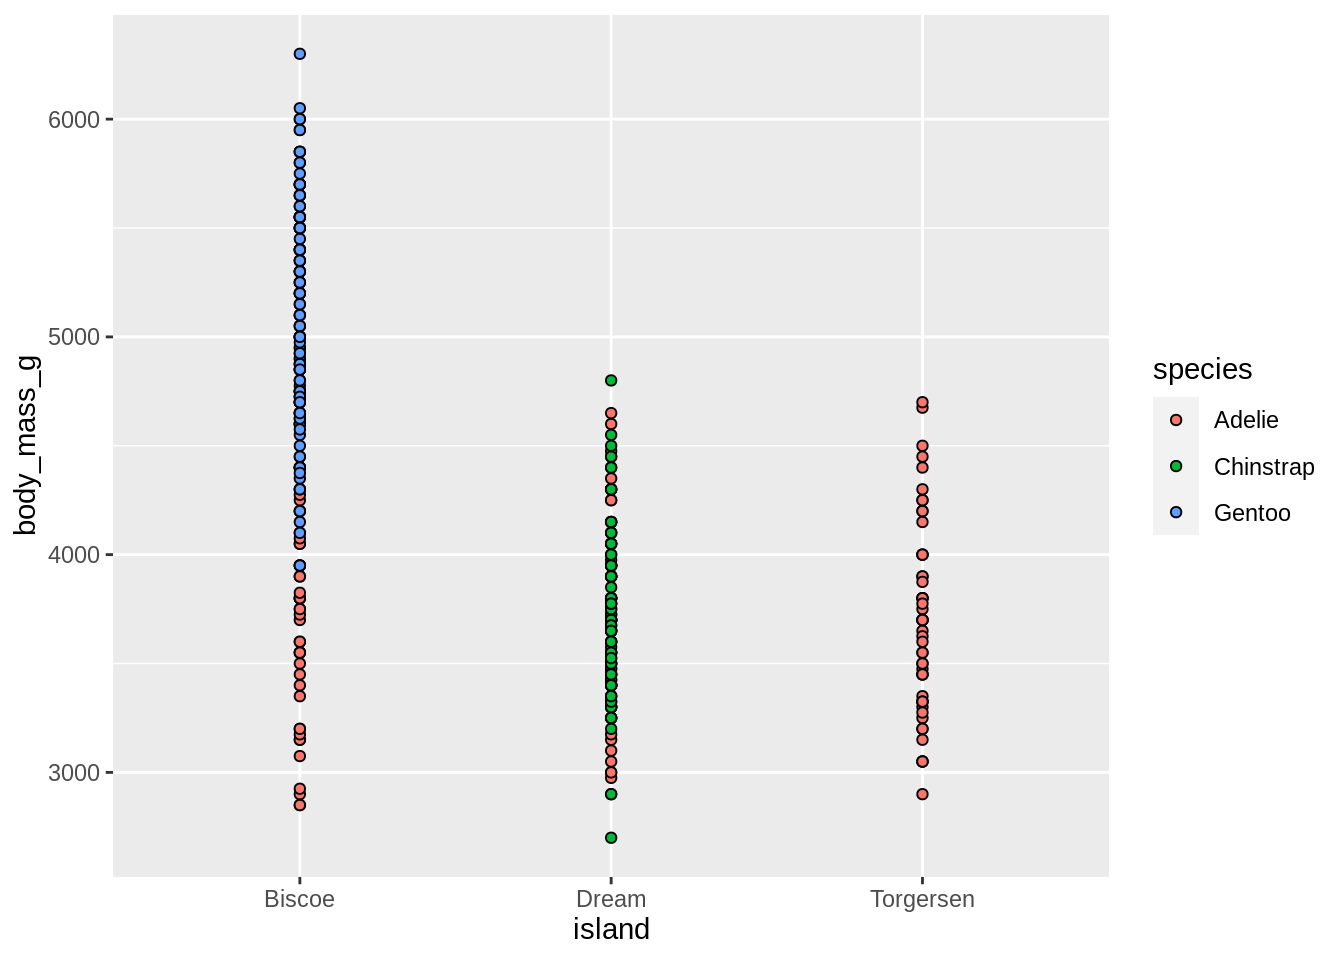 body_mass_g
6000
5000
4000
3000
Biscoe
Dream
Torgersen
island
species
Adelie
Chinstrap
Gentoo